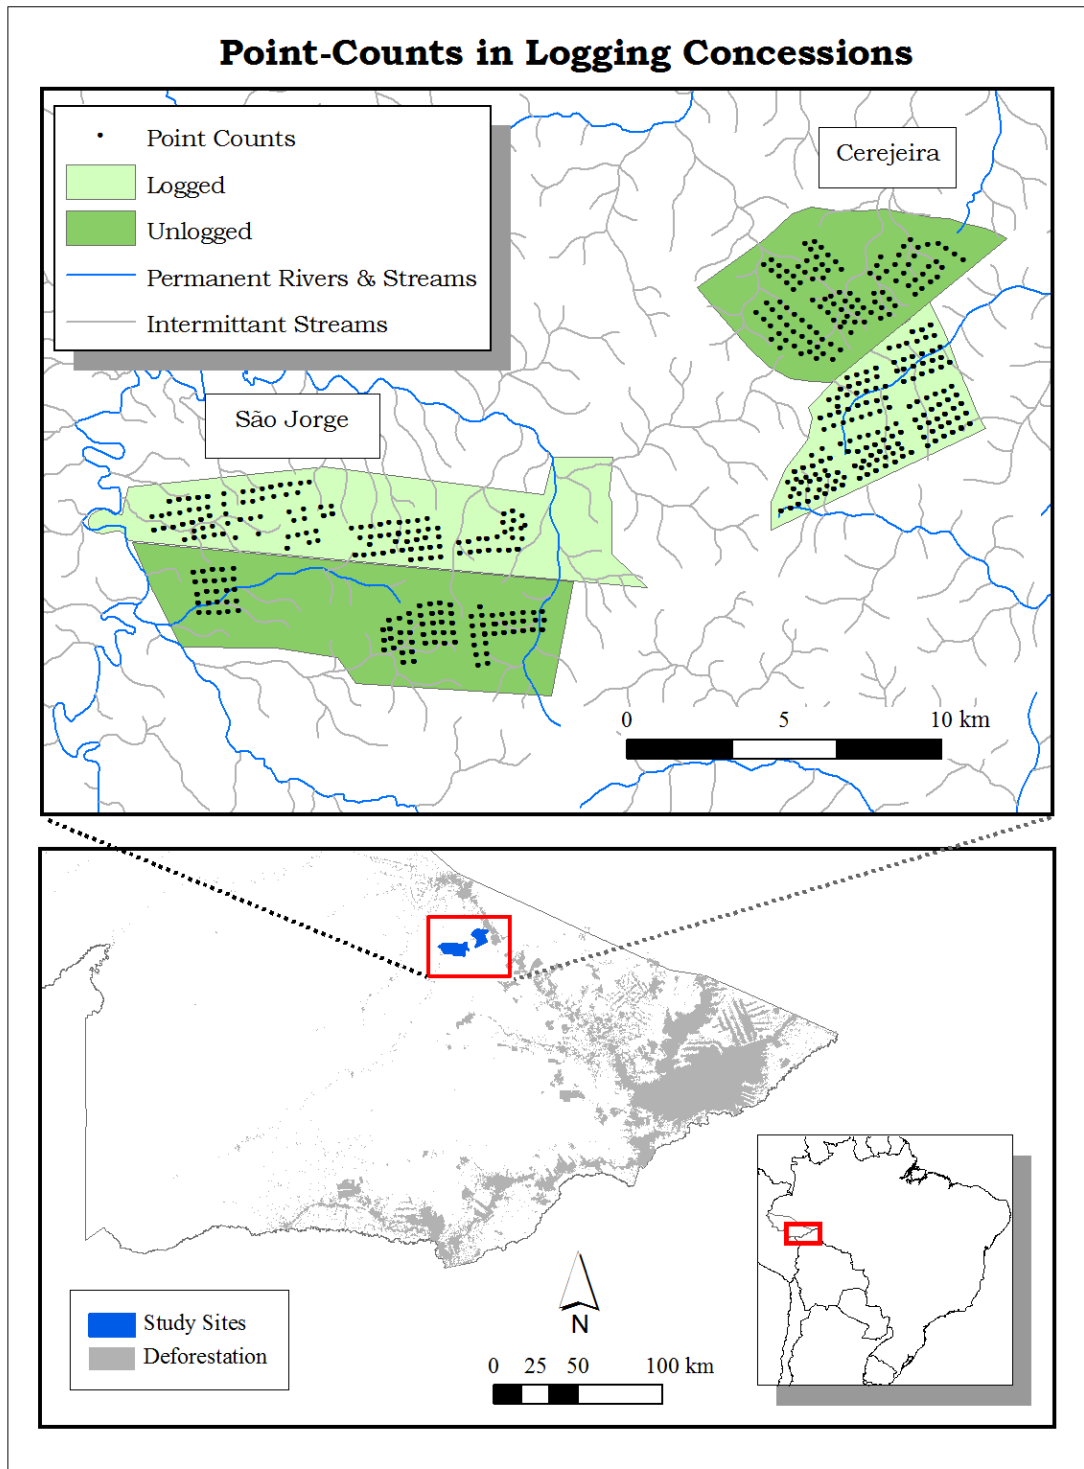 Point-Counts in Logging Concessions
Point Counts
Logged
Unlogged
Permanent Rivers & Streams
Intermittant Streams
Cerejeira
São Jorge
0 5 10 km
Study Sites
Deforestation
N
0 25 50 100 km